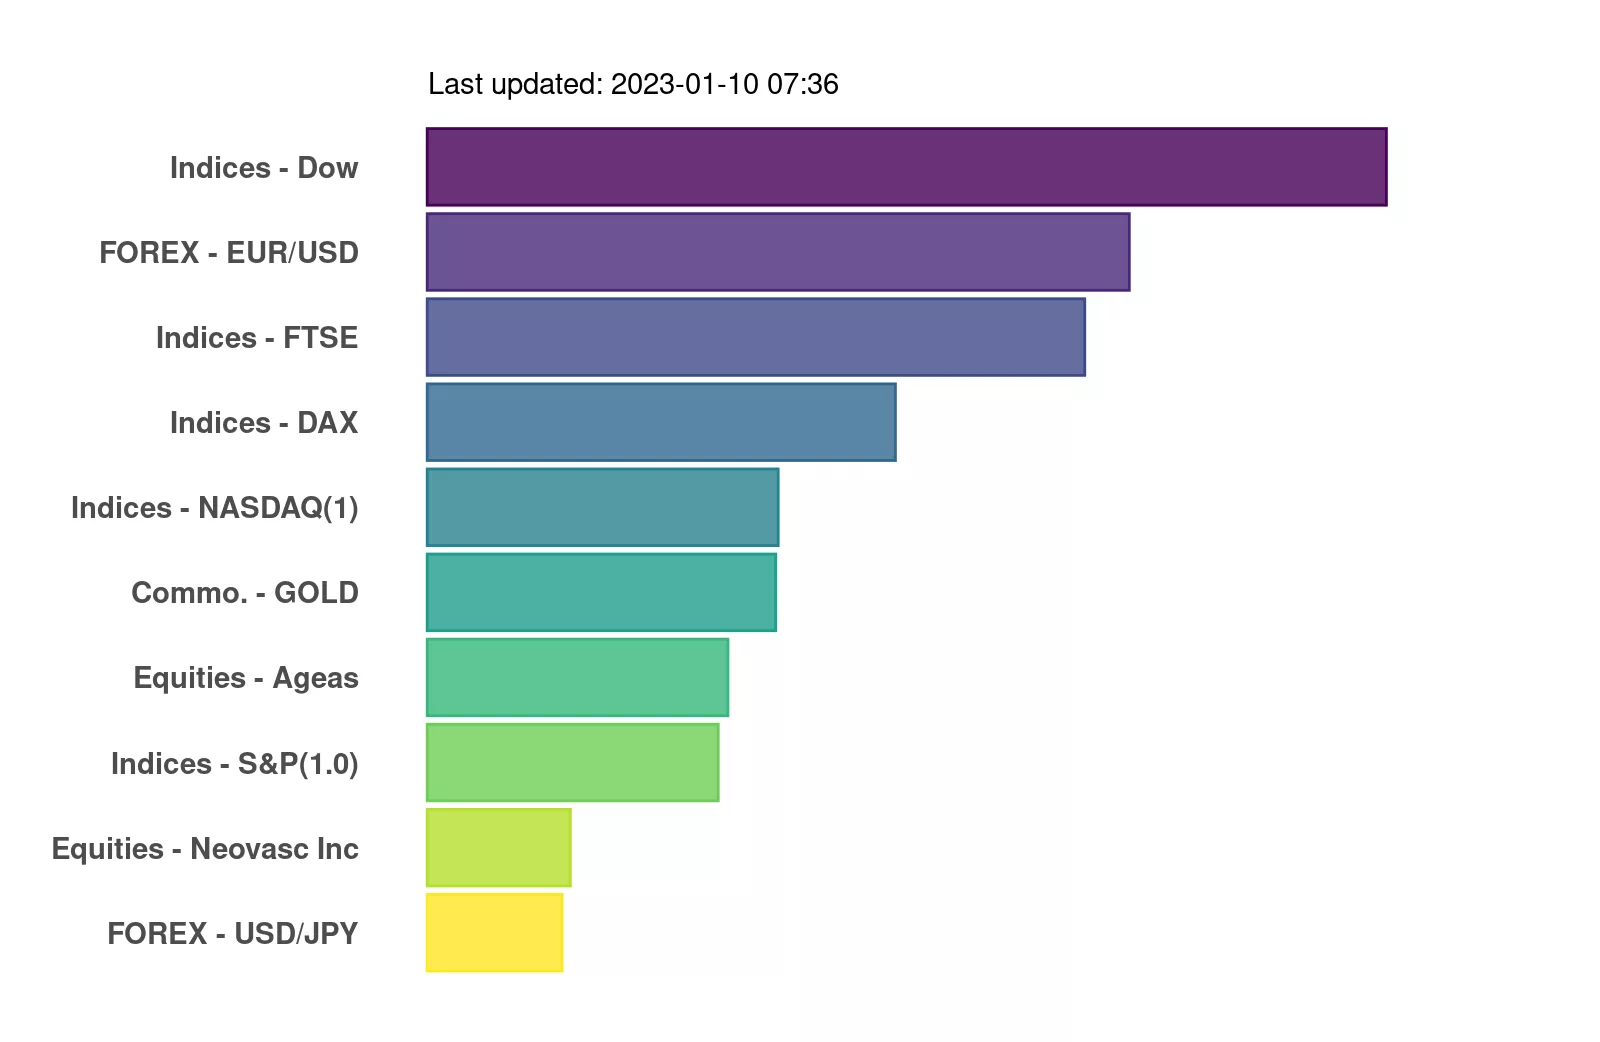 Last updated: 2023-01-10 07:36
Indices - Dow
FOREX - EUR/USD
Indices - FTSE
Indices - DAX
Indices - NASDAQ(1)
Commo. - GOLD
Equities - Ageas
Indices - S&P(1.0)
Equities - Neovasc Inc
FOREX - USD/JPY